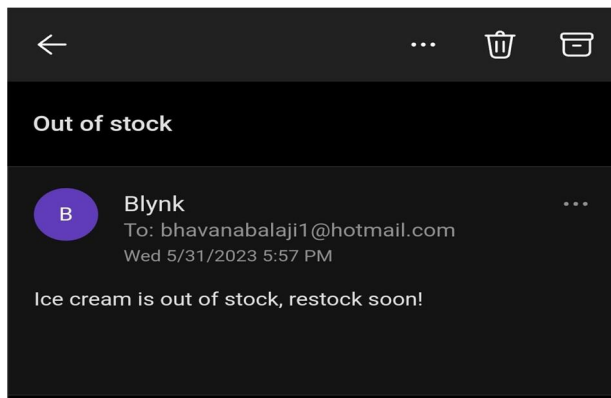 Out of stock
B
Blynk
To: bhavanabalaji1@hotmail.com
Wed 5/31/2023 5:57 PM
Ice cream is out of stock, restock soon!